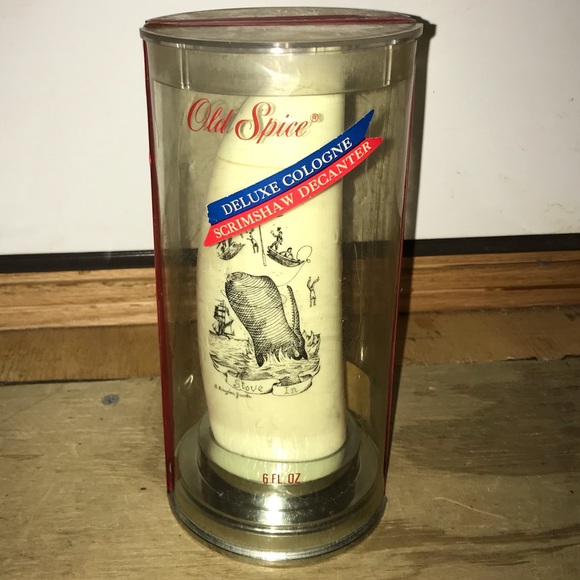 Old Spice®
DELUXE COLOGNE
SCRIMSHAW DECANTER
Stove In
6 FL. OZ.